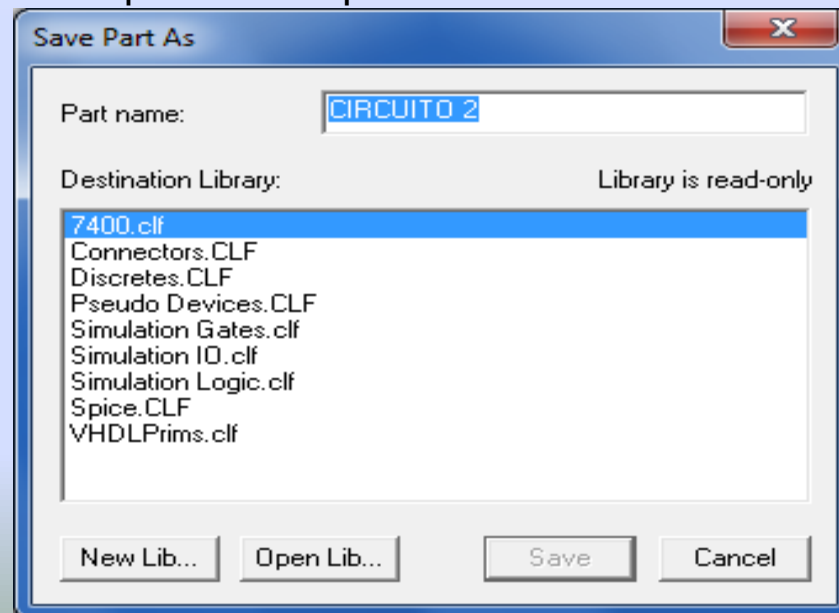 Save Part As
Part name: CIRCUITO 2
Destination Library: Library is read-only
7400.clf
Connectors.CLF
Discretes.CLF
Pseudo Devices.CLF
Simulation Gates.clf
Simulation IO.clf
Simulation Logic.clf
Spice.CLF
VHDLPrims.clf
New Lib... Open Lib... Save Cancel